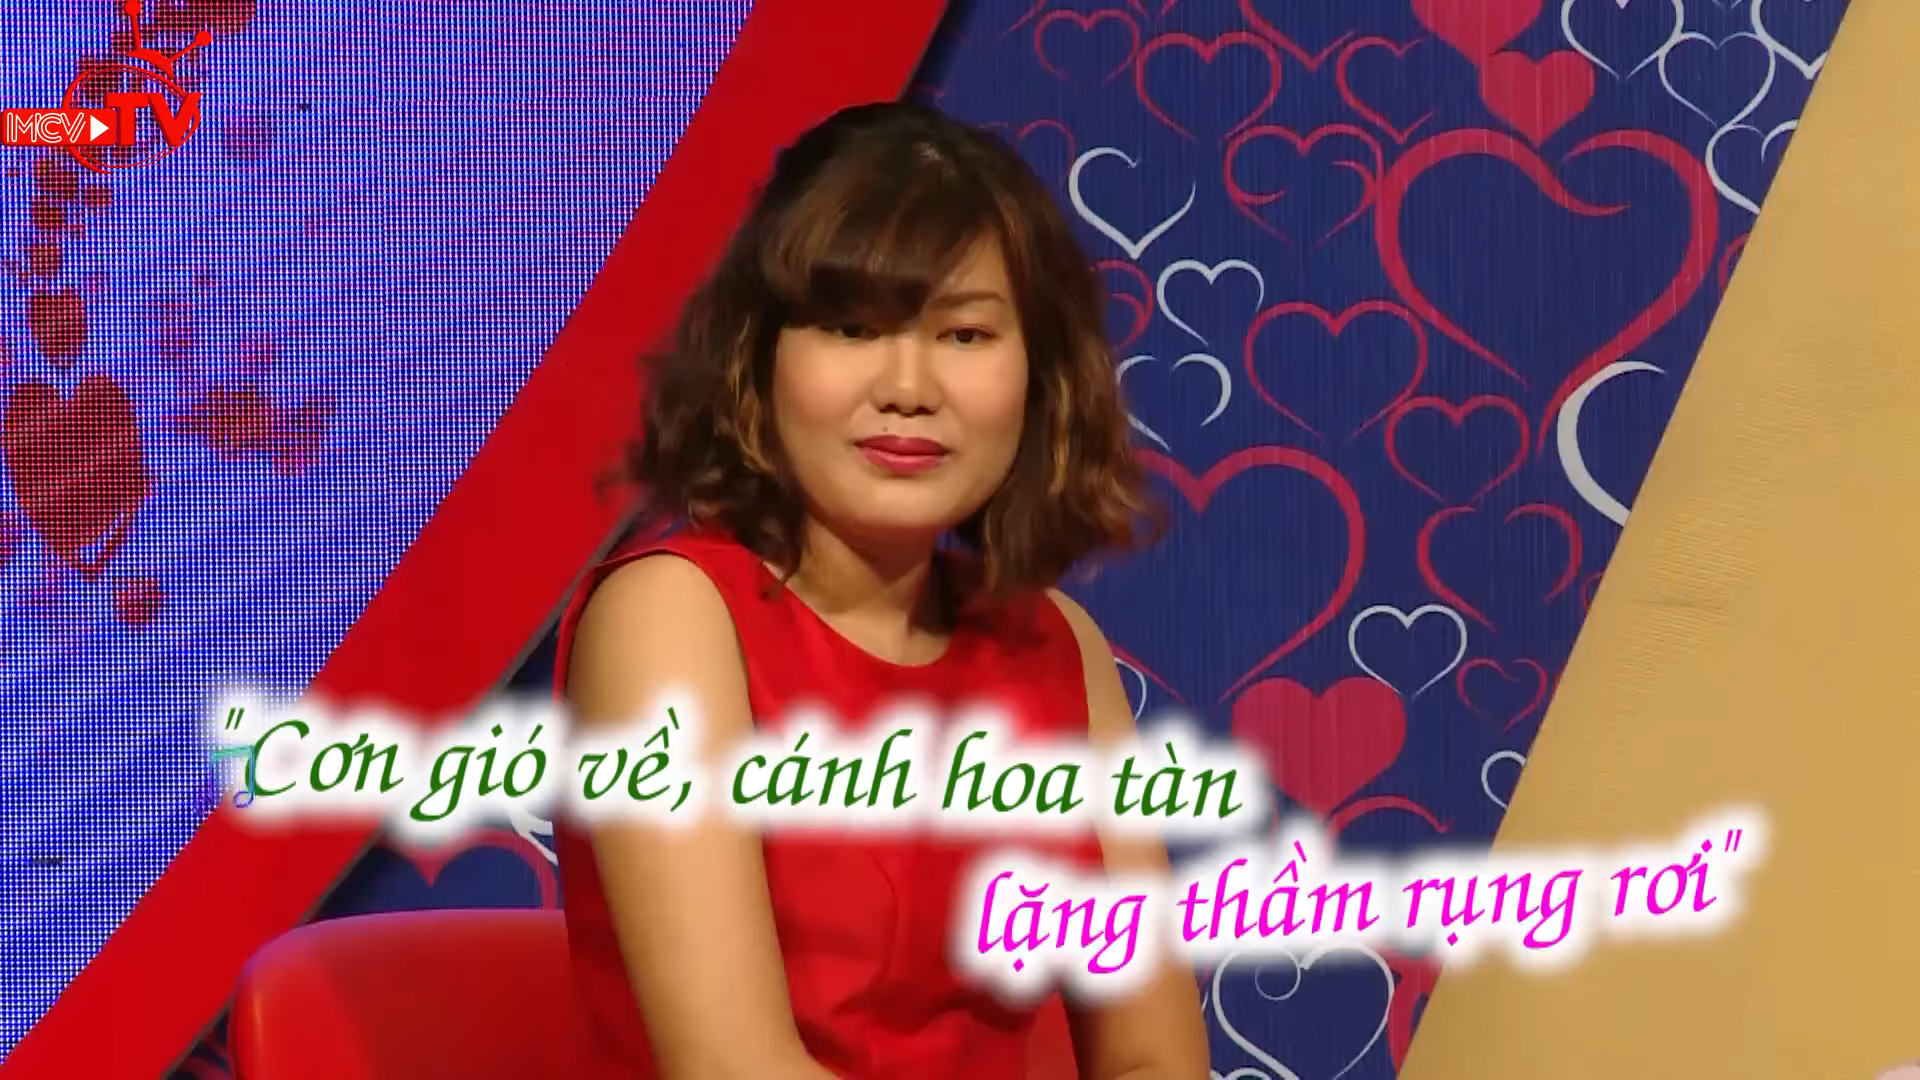 MCV TV
"Cơn gió về, cánh hoa tàn
lặng thầm rụng rơi"